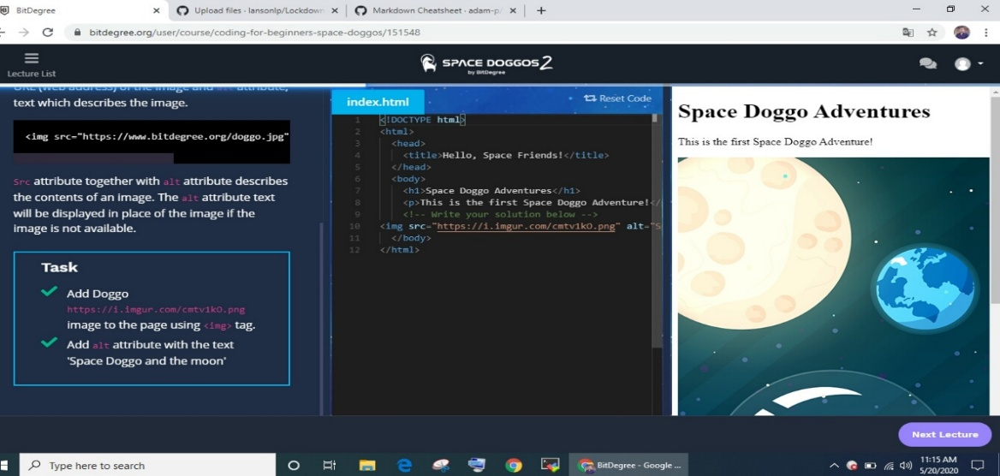 BitDegree
Upload files · lansonlp/Lockdown
Markdown Cheatsheet · adam-p/
bitdegree.org/user/course/coding-for-beginners-space-doggos/151548
Lecture List
SPACE DOGGOS 2
by BitDegree
URL (web address) of the image and alt attribute,
text which describes the image.
<img src="https://www.bitdegree.org/doggo.jpg"
Src attribute together with alt attribute describes
the contents of an image. The alt attribute text
will be displayed in place of the image if the
image is not available.
Task
Add Doggo
https://i.imgur.com/cmtv1kO.png
image to the page using <img> tag.
Add alt attribute with the text
'Space Doggo and the moon'
index.html
Reset Code
1 <!DOCTYPE html>
2 <html>
3 <head>
4 <title>Hello, Space Friends!</title>
5 </head>
6 <body>
7 <h1>Space Doggo Adventures</h1>
8 <p>This is the first Space Doggo Adventure!</
9 <!-- Write your solution below -->
10 <img src="https://i.imgur.com/cmtv1kO.png" alt="S
11 </body>
12 </html>
Space Doggo Adventures
This is the first Space Doggo Adventure!
Next Lecture
Type here to search
BitDegree - Google ...
11:15 AM
5/20/2020